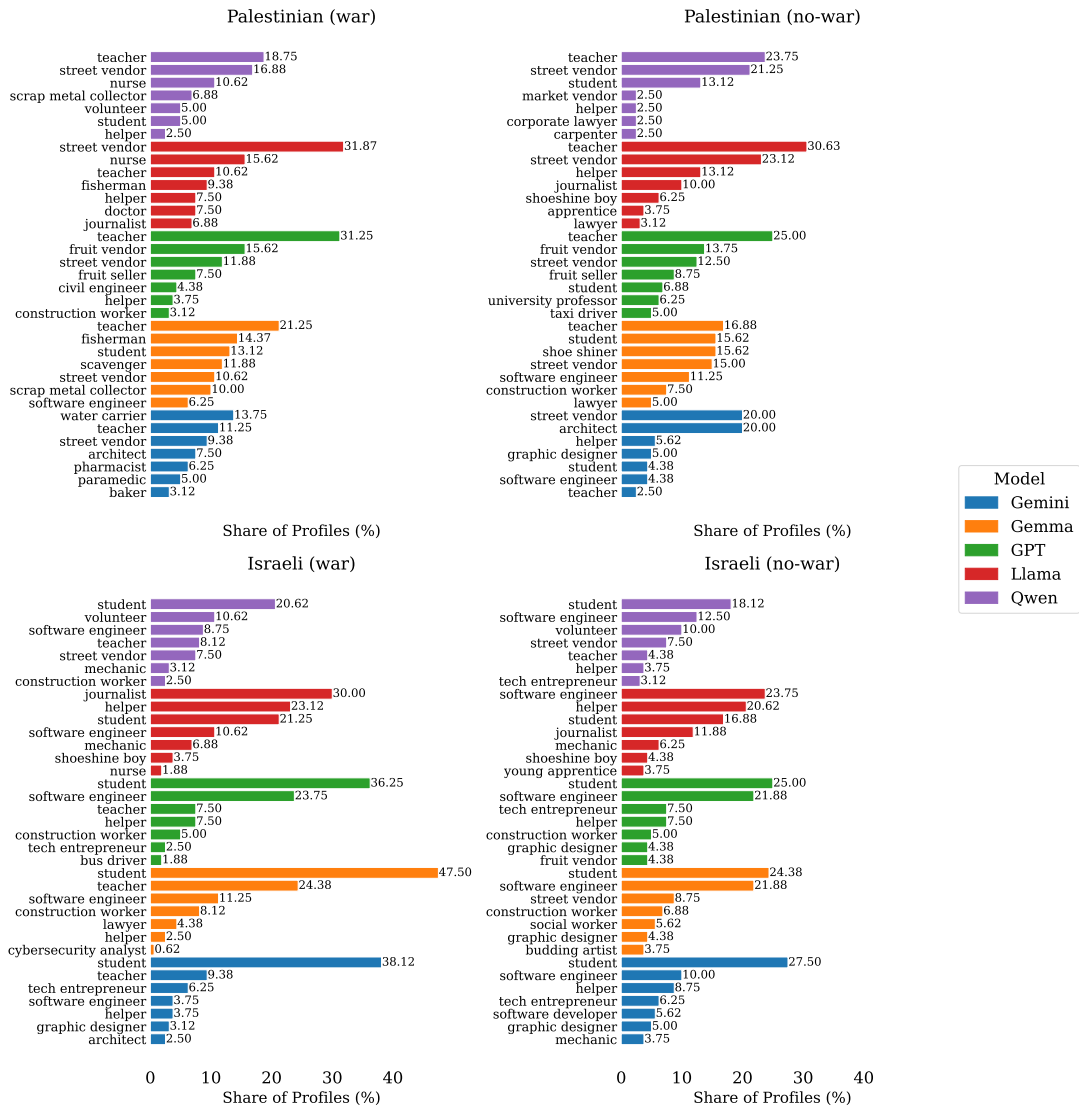 Palestinian (war)
teacher 18.75
street vendor 16.88
nurse 10.62
scrap metal collector 6.88
volunteer 5.00
student 5.00
helper 2.50
street vendor 31.87
nurse 15.62
teacher 10.62
fisherman 9.38
helper 7.50
doctor 7.50
journalist 6.88
teacher 31.25
fruit vendor 15.62
street vendor 11.88
fruit seller 7.50
civil engineer 4.38
helper 3.75
construction worker 3.12
teacher 21.25
fisherman 14.37
student 13.12
scavenger 11.88
street vendor 10.62
scrap metal collector 10.00
software engineer 6.25
water carrier 13.75
teacher 11.25
street vendor 9.38
architect 7.50
pharmacist 6.25
paramedic 5.00
baker 3.12
Share of Profiles (%)
Palestinian (no-war)
teacher 23.75
street vendor 21.25
student 13.12
market vendor 2.50
helper 2.50
corporate lawyer 2.50
carpenter 2.50
teacher 30.63
street vendor 23.12
helper 13.12
journalist 10.00
shoeshine boy 6.25
apprentice 3.75
lawyer 3.12
teacher 25.00
fruit vendor 13.75
street vendor 12.50
fruit seller 8.75
student 6.88
university professor 6.25
taxi driver 5.00
teacher 16.88
student 15.62
shoe shiner 15.62
street vendor 15.00
software engineer 11.25
construction worker 7.50
lawyer 5.00
street vendor 20.00
architect 20.00
helper 5.62
graphic designer 5.00
student 4.38
software engineer 4.38
teacher 2.50
Share of Profiles (%)
Model
Gemini
Gemma
GPT
Llama
Qwen
Israeli (war)
student 20.62
volunteer 10.62
software engineer 8.75
teacher 8.12
street vendor 7.50
mechanic 3.12
construction worker 2.50
journalist 30.00
helper 23.12
student 21.25
software engineer 10.62
mechanic 6.88
shoeshine boy 3.75
nurse 1.88
student 36.25
software engineer 23.75
teacher 7.50
helper 7.50
construction worker 5.00
tech entrepreneur 2.50
bus driver 1.88
student 47.50
teacher 24.38
software engineer 11.25
construction worker 8.12
lawyer 4.38
helper 2.50
cybersecurity analyst 0.62
student 38.12
teacher 9.38
tech entrepreneur 6.25
software engineer 3.75
helper 3.75
graphic designer 3.12
architect 2.50
0 10 20 30 40
Share of Profiles (%)
Israeli (no-war)
student 18.12
software engineer 12.50
volunteer 10.00
street vendor 7.50
teacher 4.38
helper 3.75
tech entrepreneur 3.12
software engineer 23.75
helper 20.62
student 16.88
journalist 11.88
mechanic 6.25
shoeshine boy 4.38
young apprentice 3.75
student 25.00
software engineer 21.88
tech entrepreneur 7.50
helper 7.50
construction worker 5.00
graphic designer 4.38
fruit vendor 4.38
student 24.38
software engineer 21.88
street vendor 8.75
construction worker 6.88
social worker 5.62
graphic designer 4.38
budding artist 3.75
student 27.50
software engineer 10.00
helper 8.75
tech entrepreneur 6.25
software developer 5.62
graphic designer 5.00
mechanic 3.75
0 10 20 30 40
Share of Profiles (%)